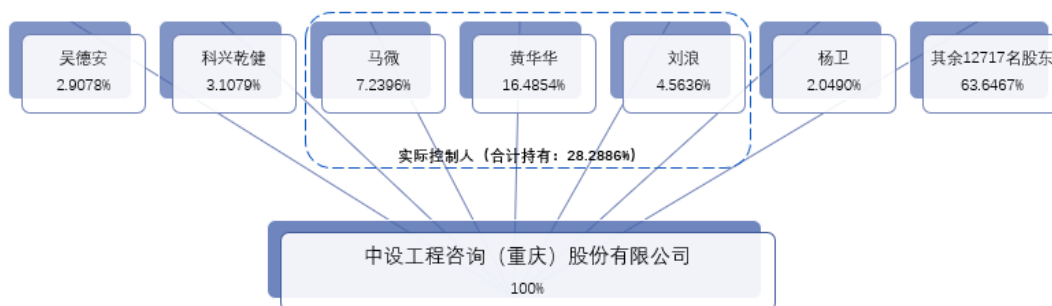 吴德安
2.9078%
科兴乾健
3.1079%
马微
7.2396%
黄华华
16.4854%
刘浪
4.5636%
杨卫
2.0490%
其余12717名股东
63.6467%
实际控制人（合计持有：28.2886%）
中设工程咨询（重庆）股份有限公司
100%